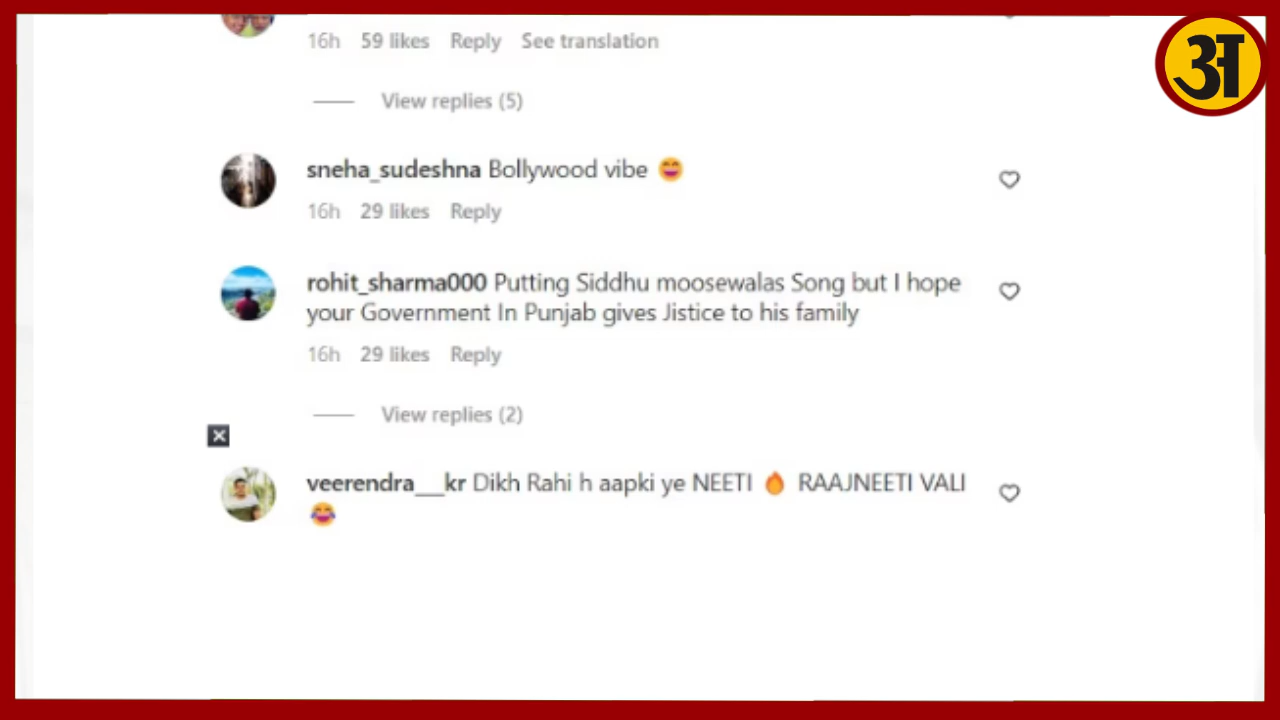 16h 59 likes Reply See translation
View replies (5)
sneha_sudeshna Bollywood vibe 😄
16h 29 likes Reply
rohit_sharma000 Putting Siddhu moosewalas Song but I hope
your Government In Punjab gives Jistice to his family
16h 29 likes Reply
View replies (2)
veerendra__kr Dikh Rahi h aapki ye NEETI 🔥 RAAJNEETI VALI
😂
अ